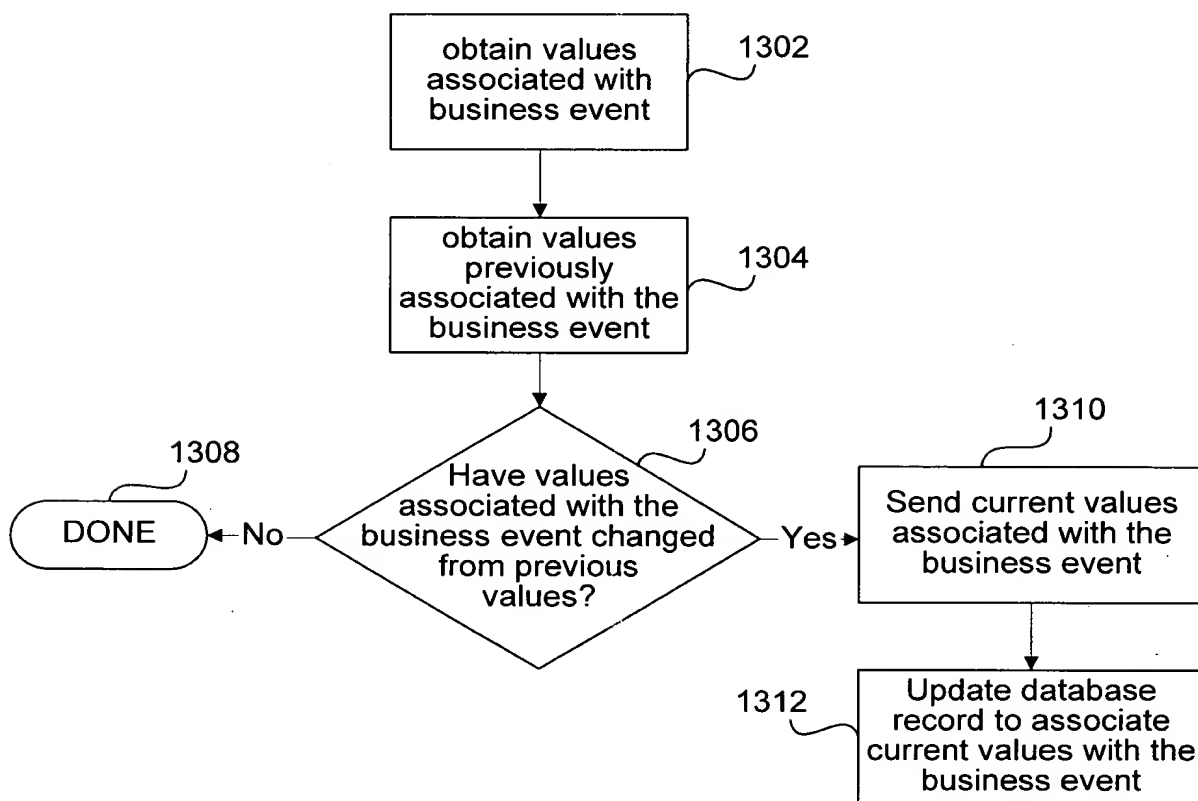 obtain values
associated with
business event
1302
obtain values
previously
associated with the
business event
1304
Have values
associated with the
business event changed
from previous
values?
1306
No
DONE
1308
Yes
Send current values
associated with the
business event
1310
Update database
record to associate
current values with the
business event
1312